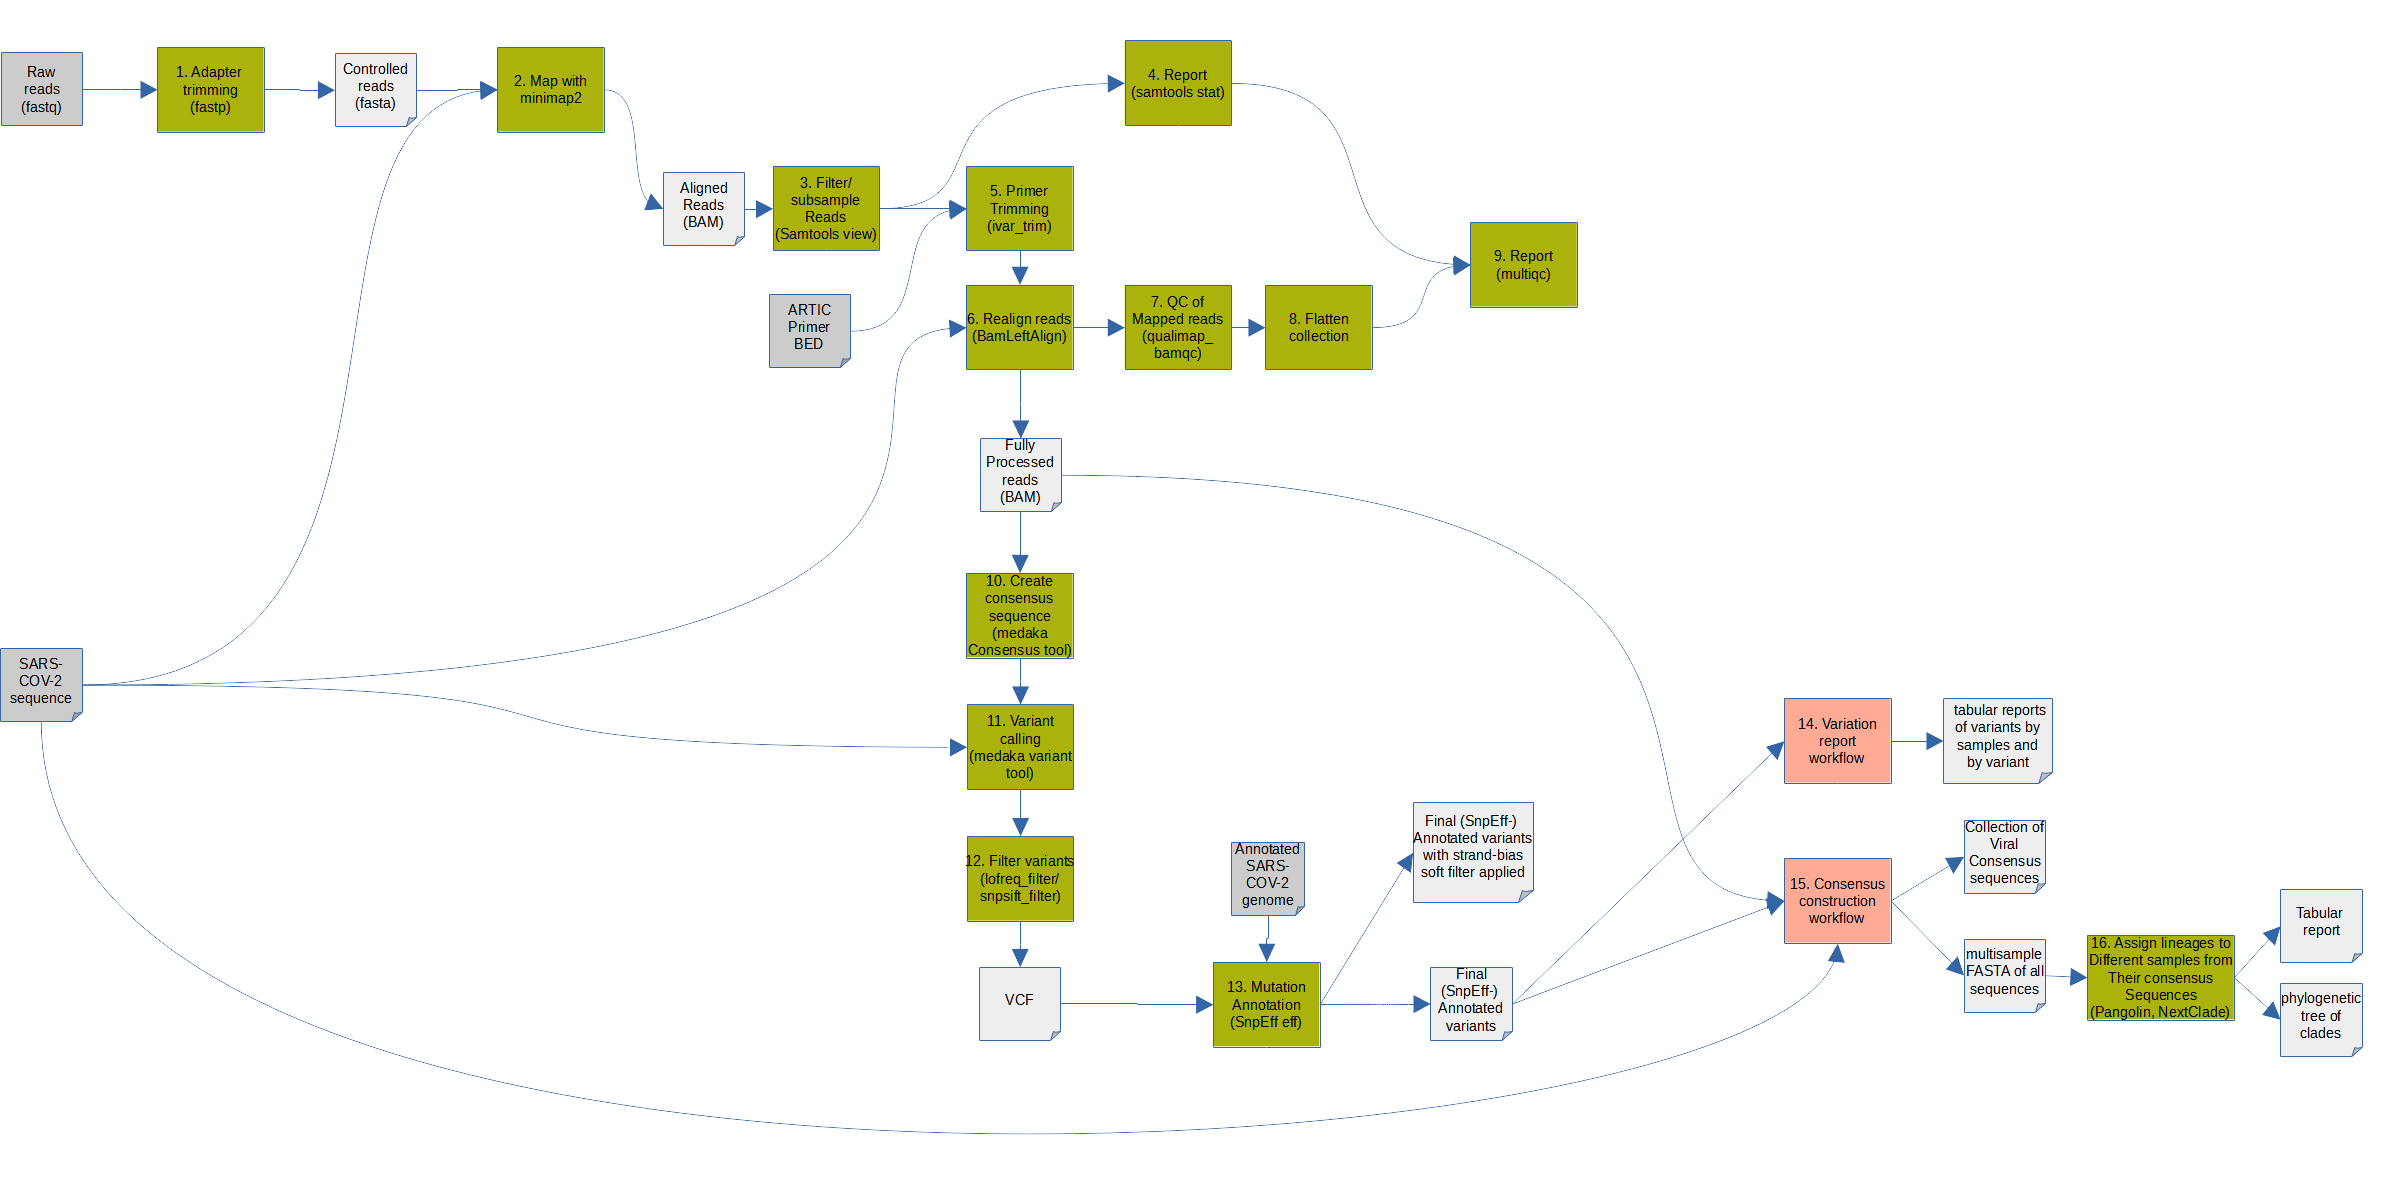 Raw
reads
(fastq)
1. Adapter
trimming
(fastp)
Controlled
reads
(fasta)
2. Map with
minimap2
Aligned
Reads
(BAM)
3. Filter/
subsample
Reads
(Samtools view)
4. Report
(samtools stat)
5. Primer
Trimming
(ivar_trim)
ARTIC
Primer
BED
6. Realign reads
(BamLeftAlign)
7. QC of
Mapped reads
(qualimap_
bamqc)
8. Flatten
collection
9. Report
(multiqc)
Fully
Processed
reads
(BAM)
10. Create
consensus
sequence
(medaka
Consensus tool)
SARS-
COV-2
sequence
11. Variant
calling
(medaka variant
tool)
12. Filter variants
(lofreq_filter/
snpsift_filter)
VCF
Annotated
SARS-
COV-2
genome
13. Mutation
Annotation
(SnpEff eff)
Final (SnpEff-)
Annotated variants
with strand-bias
soft filter applied
Final
(SnpEff-)
Annotated
variants
14. Variation
report
workflow
tabular reports
of variants by
samples and
by variant
15. Consensus
construction
workflow
Collection of
Viral
Consensus
sequences
multisample
FASTA of all
sequences
16. Assign lineages to
Different samples from
Their consensus
Sequences
(Pangolin, NextClade)
Tabular
report
phylogenetic
tree of
clades